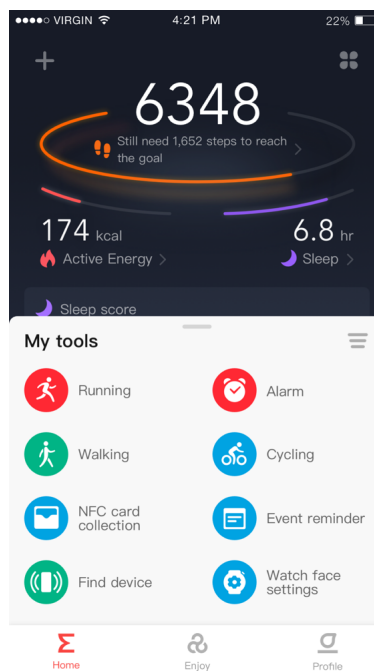 VIRGIN 4:21 PM 22%
6348
Still need 1,652 steps to reach
the goal
174 kcal 6.8 hr
Active Energy Sleep
Sleep score
My tools
Running Alarm
Walking Cycling
NFC card
collection
Event reminder
Find device
Watch face
settings
Home Enjoy Profile